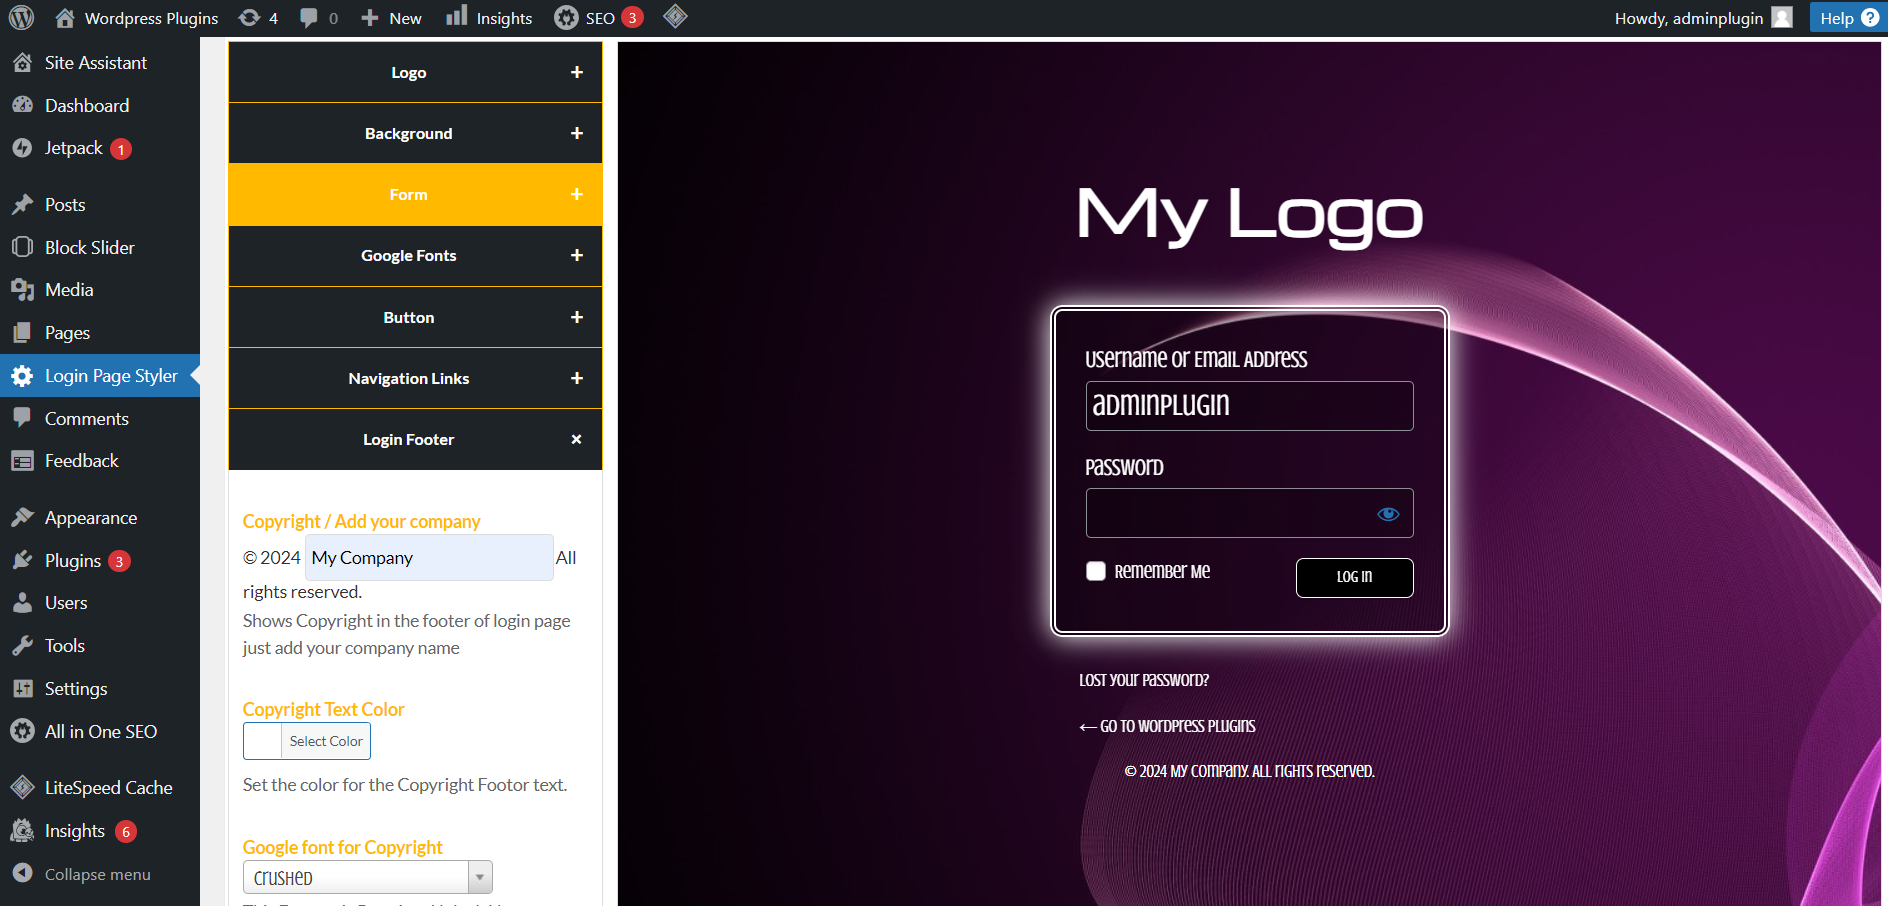 Wordpress Plugins 4 0 New Insights SEO 3 Howdy, adminplugin Help ?
Site Assistant
Dashboard
Jetpack 1
Posts
Block Slider
Media
Pages
Login Page Styler
Comments
Feedback
Appearance
Plugins 3
Users
Tools
Settings
All in One SEO
LiteSpeed Cache
Insights 6
Collapse menu
Logo +
Background +
Form +
Google Fonts +
Button +
Navigation Links +
Login Footer ×
Copyright / Add your company
© 2024 My Company All
rights reserved.
Shows Copyright in the footer of login page
just add your company name
Copyright Text Color
Select Color
Set the color for the Copyright Footor text.
Google font for Copyright
Crushed
My Logo
Username or Email Address
adminplugin
Password
Remember Me
Log In
Lost your password?
← Go to Wordpress Plugins
© 2024 My Company. All rights reserved.